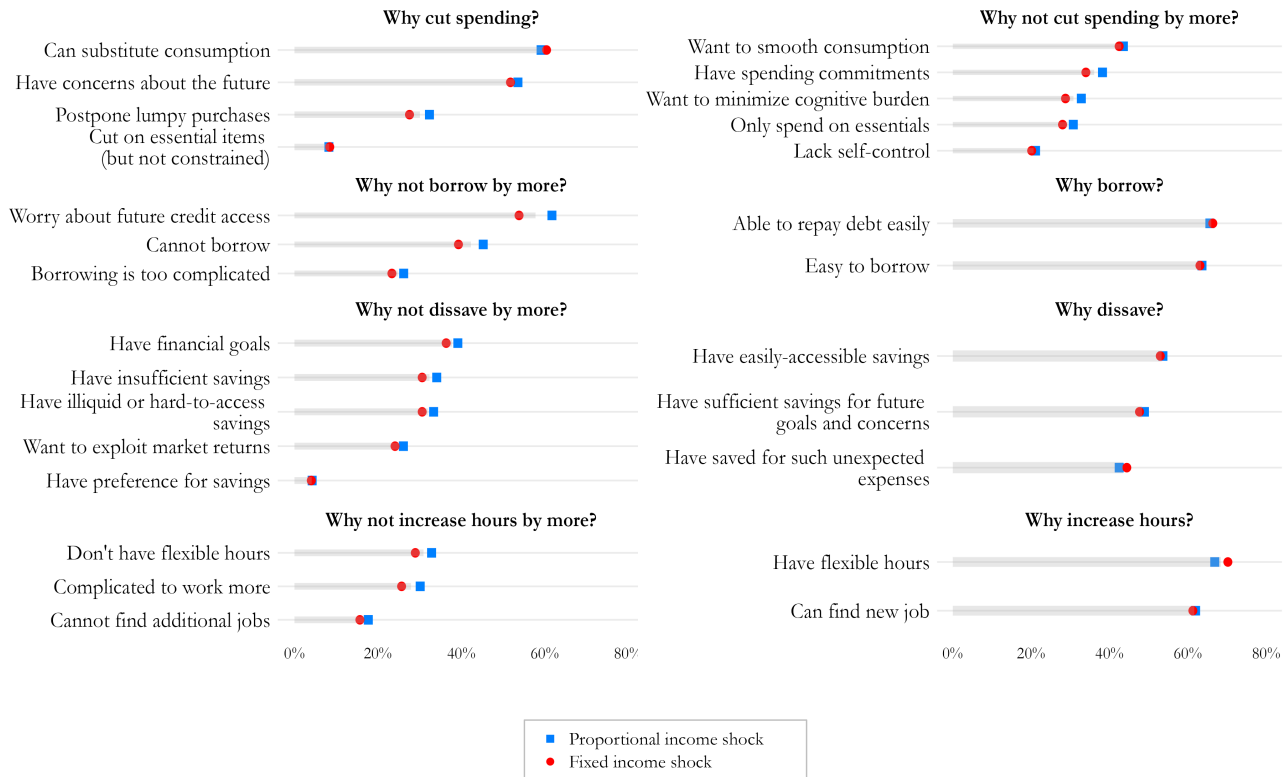 Why cut spending?
Can substitute consumption
Have concerns about the future
Postpone lumpy purchases
Cut on essential items
(but not constrained)
Why not borrow by more?
Worry about future credit access
Cannot borrow
Borrowing is too complicated
Why not dissave by more?
Have financial goals
Have insufficient savings
Have illiquid or hard-to-access
savings
Want to exploit market returns
Have preference for savings
Why not increase hours by more?
Don't have flexible hours
Complicated to work more
Cannot find additional jobs
0% 20% 40% 60% 80%
Why not cut spending by more?
Want to smooth consumption
Have spending commitments
Want to minimize cognitive burden
Only spend on essentials
Lack self-control
Why borrow?
Able to repay debt easily
Easy to borrow
Why dissave?
Have easily-accessible savings
Have sufficient savings for future
goals and concerns
Have saved for such unexpected
expenses
Why increase hours?
Have flexible hours
Can find new job
0% 20% 40% 60% 80%
Proportional income shock
Fixed income shock